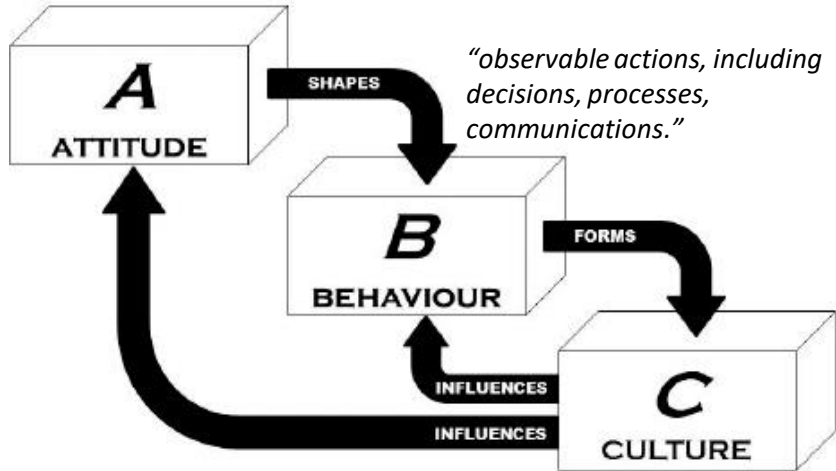 A
ATTITUDE
SHAPES
“observable actions, including
decisions, processes,
communications.”
B
BEHAVIOUR
FORMS
INFLUENCES
INFLUENCES
C
CULTURE